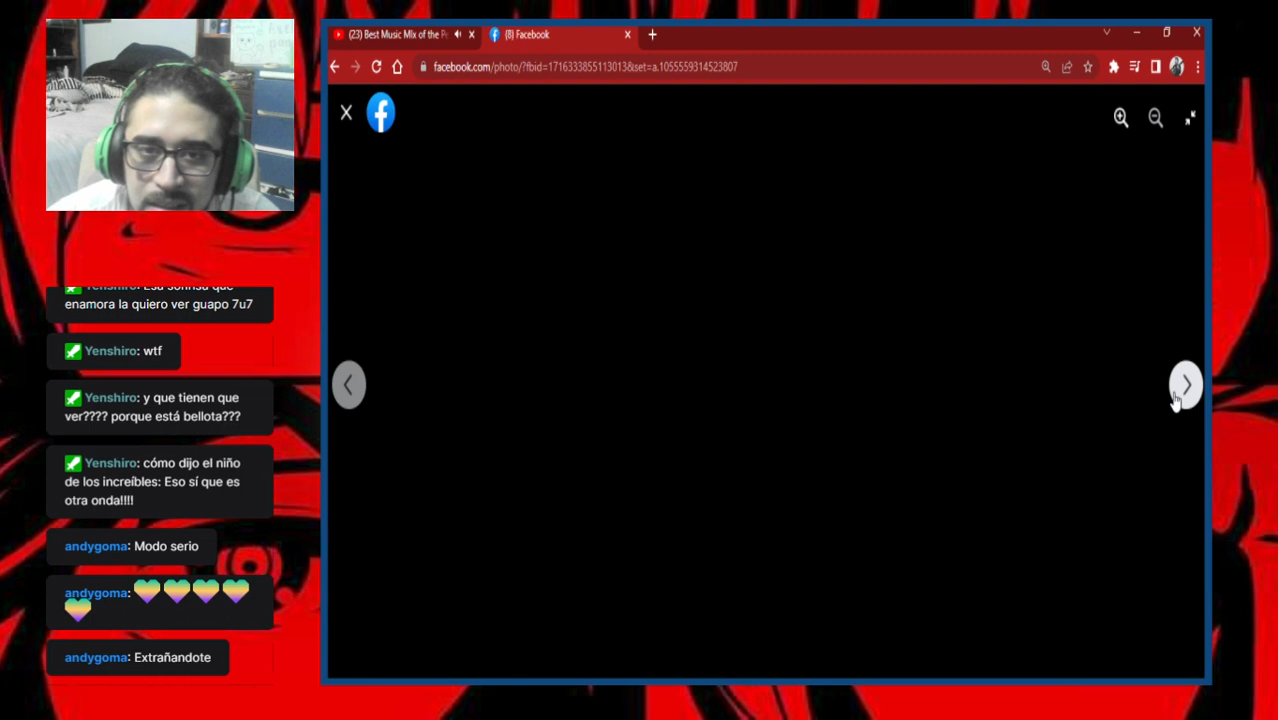 (23) Best Music Mix of the P
(8) Facebook
facebook.com/photo/?fbid=1716333855113013&set=a.1055559314523807
Yenshiro: Esa sonrisa que
enamora la quiero ver guapo 7u7
Yenshiro: wtf
Yenshiro: y que tienen que
ver???? porque está bellota???
Yenshiro: cómo dijo el niño
de los increíbles: Eso sí que es
otra onda!!!!
andygoma: Modo serio
andygoma:
andygoma: Extrañandote